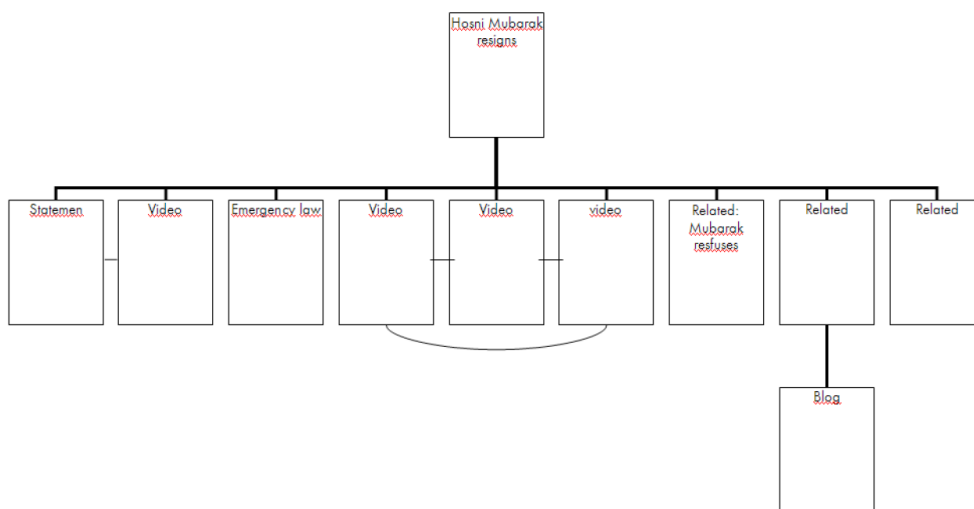 Hosni Mubarak
resigns
Statemen
Video
Emergency law
Video
Video
video
Related:
Mubarak
resfuses
Related
Related
Blog